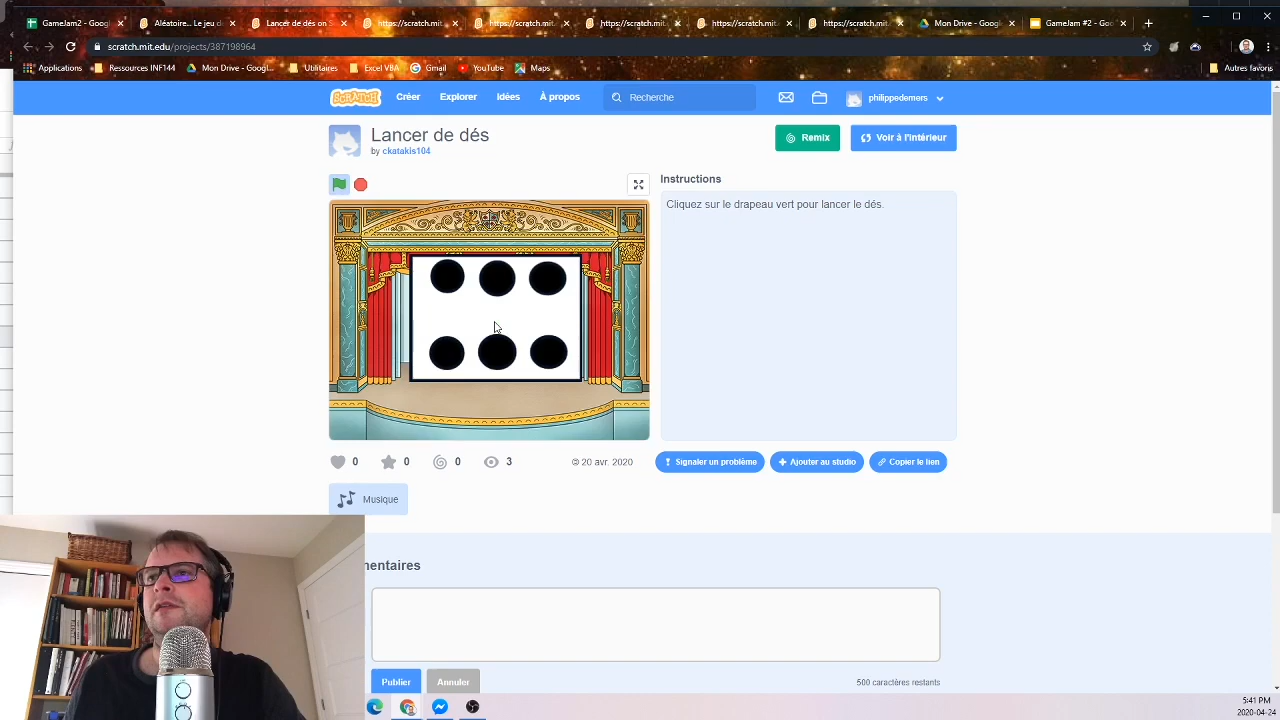 GameJam2 - Goog
Aléatoire... Le jeu d
Lancer de dés on S
https://scratch.mit.
https://scratch.mit.
https://scratch.mit.
https://scratch.mit.
Mon Drive - Google
GameJam #2 - Goo
scratch.mit.edu/projects/387198964
Applications
Ressources INF144
Mon Drive - Googl...
Utilitaires
Excel VBA
Gmail
YouTube
Maps
Autres favoris
SCRATCH
Créer
Explorer
Idées
À propos
Recherche
philippedemers
Lancer de dés
by ckatakis104
Remix
Voir à l'intérieur
Instructions
Cliquez sur le drapeau vert pour lancer le dés.
0
0
0
3
© 20 avr. 2020
Signaler un problème
Ajouter au studio
Copier le lien
Musique
mentaires
Publier
Annuler
500 caractères restants
5:41 PM
2020-04-24